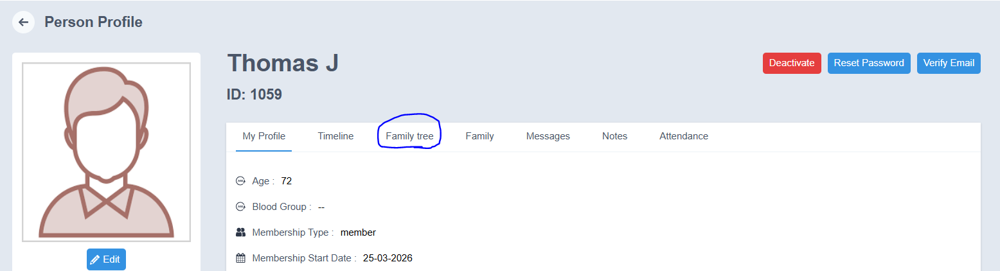 Person Profile
Thomas J
Deactivate Reset Password Verify Email
ID: 1059
My Profile Timeline Family tree Family Messages Notes Attendance
Age : 72
Blood Group : --
Membership Type : member
Membership Start Date : 25-03-2026
Edit